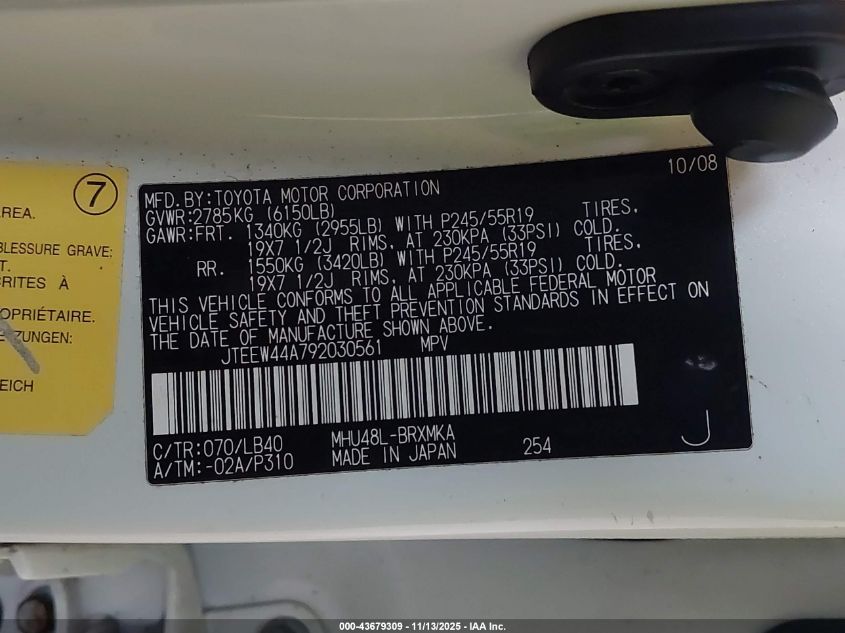 7
AREA.
BLESSURE GRAVE;
T.
CRITES À
OPRIÉTAIRE.
ZUNGEN:
EICH
10/08
MFD.BY:TOYOTA MOTOR CORPORATION
GVWR:2785KG (6150LB)
GAWR:FRT. 1340KG (2955LB) WITH P245/55R19 TIRES,
19X7 1/2J RIMS, AT 230KPA (33PSI) COLD.
RR. 1550KG (3420LB) WITH P245/55R19 TIRES,
19X7 1/2J RIMS, AT 230KPA (33PSI) COLD.
THIS VEHICLE CONFORMS TO ALL APPLICABLE FEDERAL MOTOR
VEHICLE SAFETY AND THEFT PREVENTION STANDARDS IN EFFECT ON
THE DATE OF MANUFACTURE SHOWN ABOVE.
JTEEW44A792030561 MPV
C/TR:070/LB40 MHU48L-BRXMKA
A/TM:-02A/P310 MADE IN JAPAN 254
J
000-43679309 - 11/13/2025 - IAA Inc.